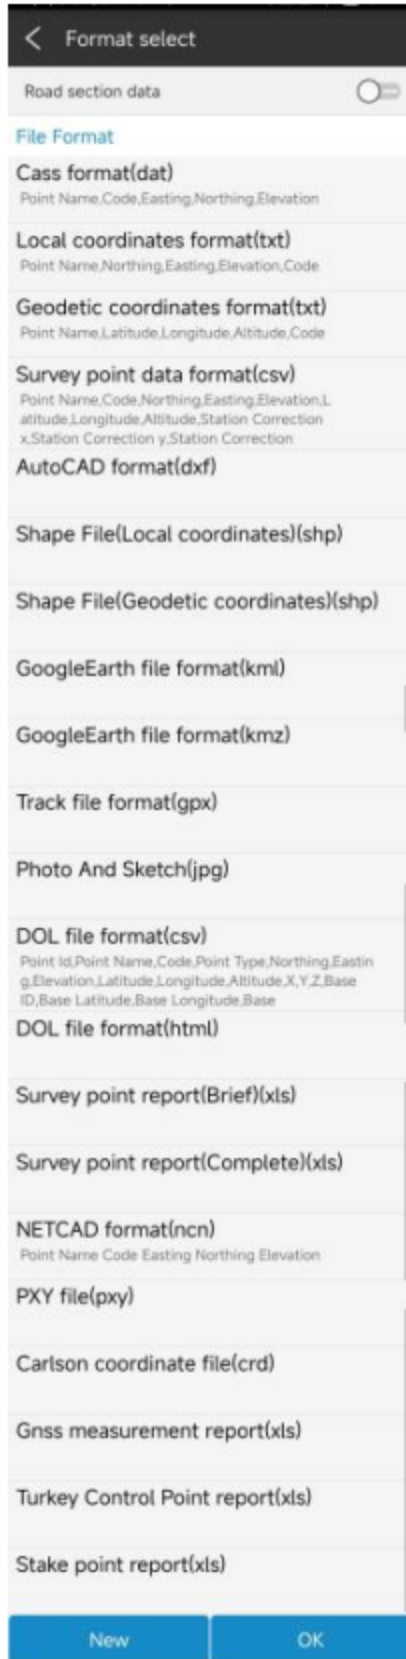 Format select
Road section data
File Format
Cass format(dat)
Point Name,Code,Easting,Northing,Elevation
Local coordinates format(txt)
Point Name,Northing,Easting,Elevation,Code
Geodetic coordinates format(txt)
Point Name,Latitude,Longitude,Altitude,Code
Survey point data format(csv)
Point Name,Code,Northing,Easting,Elevation,L
atitude,Longitude,Altitude,Station Correction
x,Station Correction y,Station Correction
AutoCAD format(dxf)
Shape File(Local coordinates)(shp)
Shape File(Geodetic coordinates)(shp)
GoogleEarth file format(kml)
GoogleEarth file format(kmz)
Track file format(gpx)
Photo And Sketch(jpg)
DOL file format(csv)
Point Id,Point Name,Code,Point Type,Northing,Eastin
g,Elevation,Latitude,Longitude,Altitude,X,Y,Z,Base
ID,Base Latitude,Base Longitude,Base
DOL file format(html)
Survey point report(Brief)(xls)
Survey point report(Complete)(xls)
NETCAD format(ncn)
Point Name Code Easting Northing Elevation
PXY file(pxy)
Carlson coordinate file(crd)
Gnss measurement report(xls)
Turkey Control Point report(xls)
Stake point report(xls)
New
OK